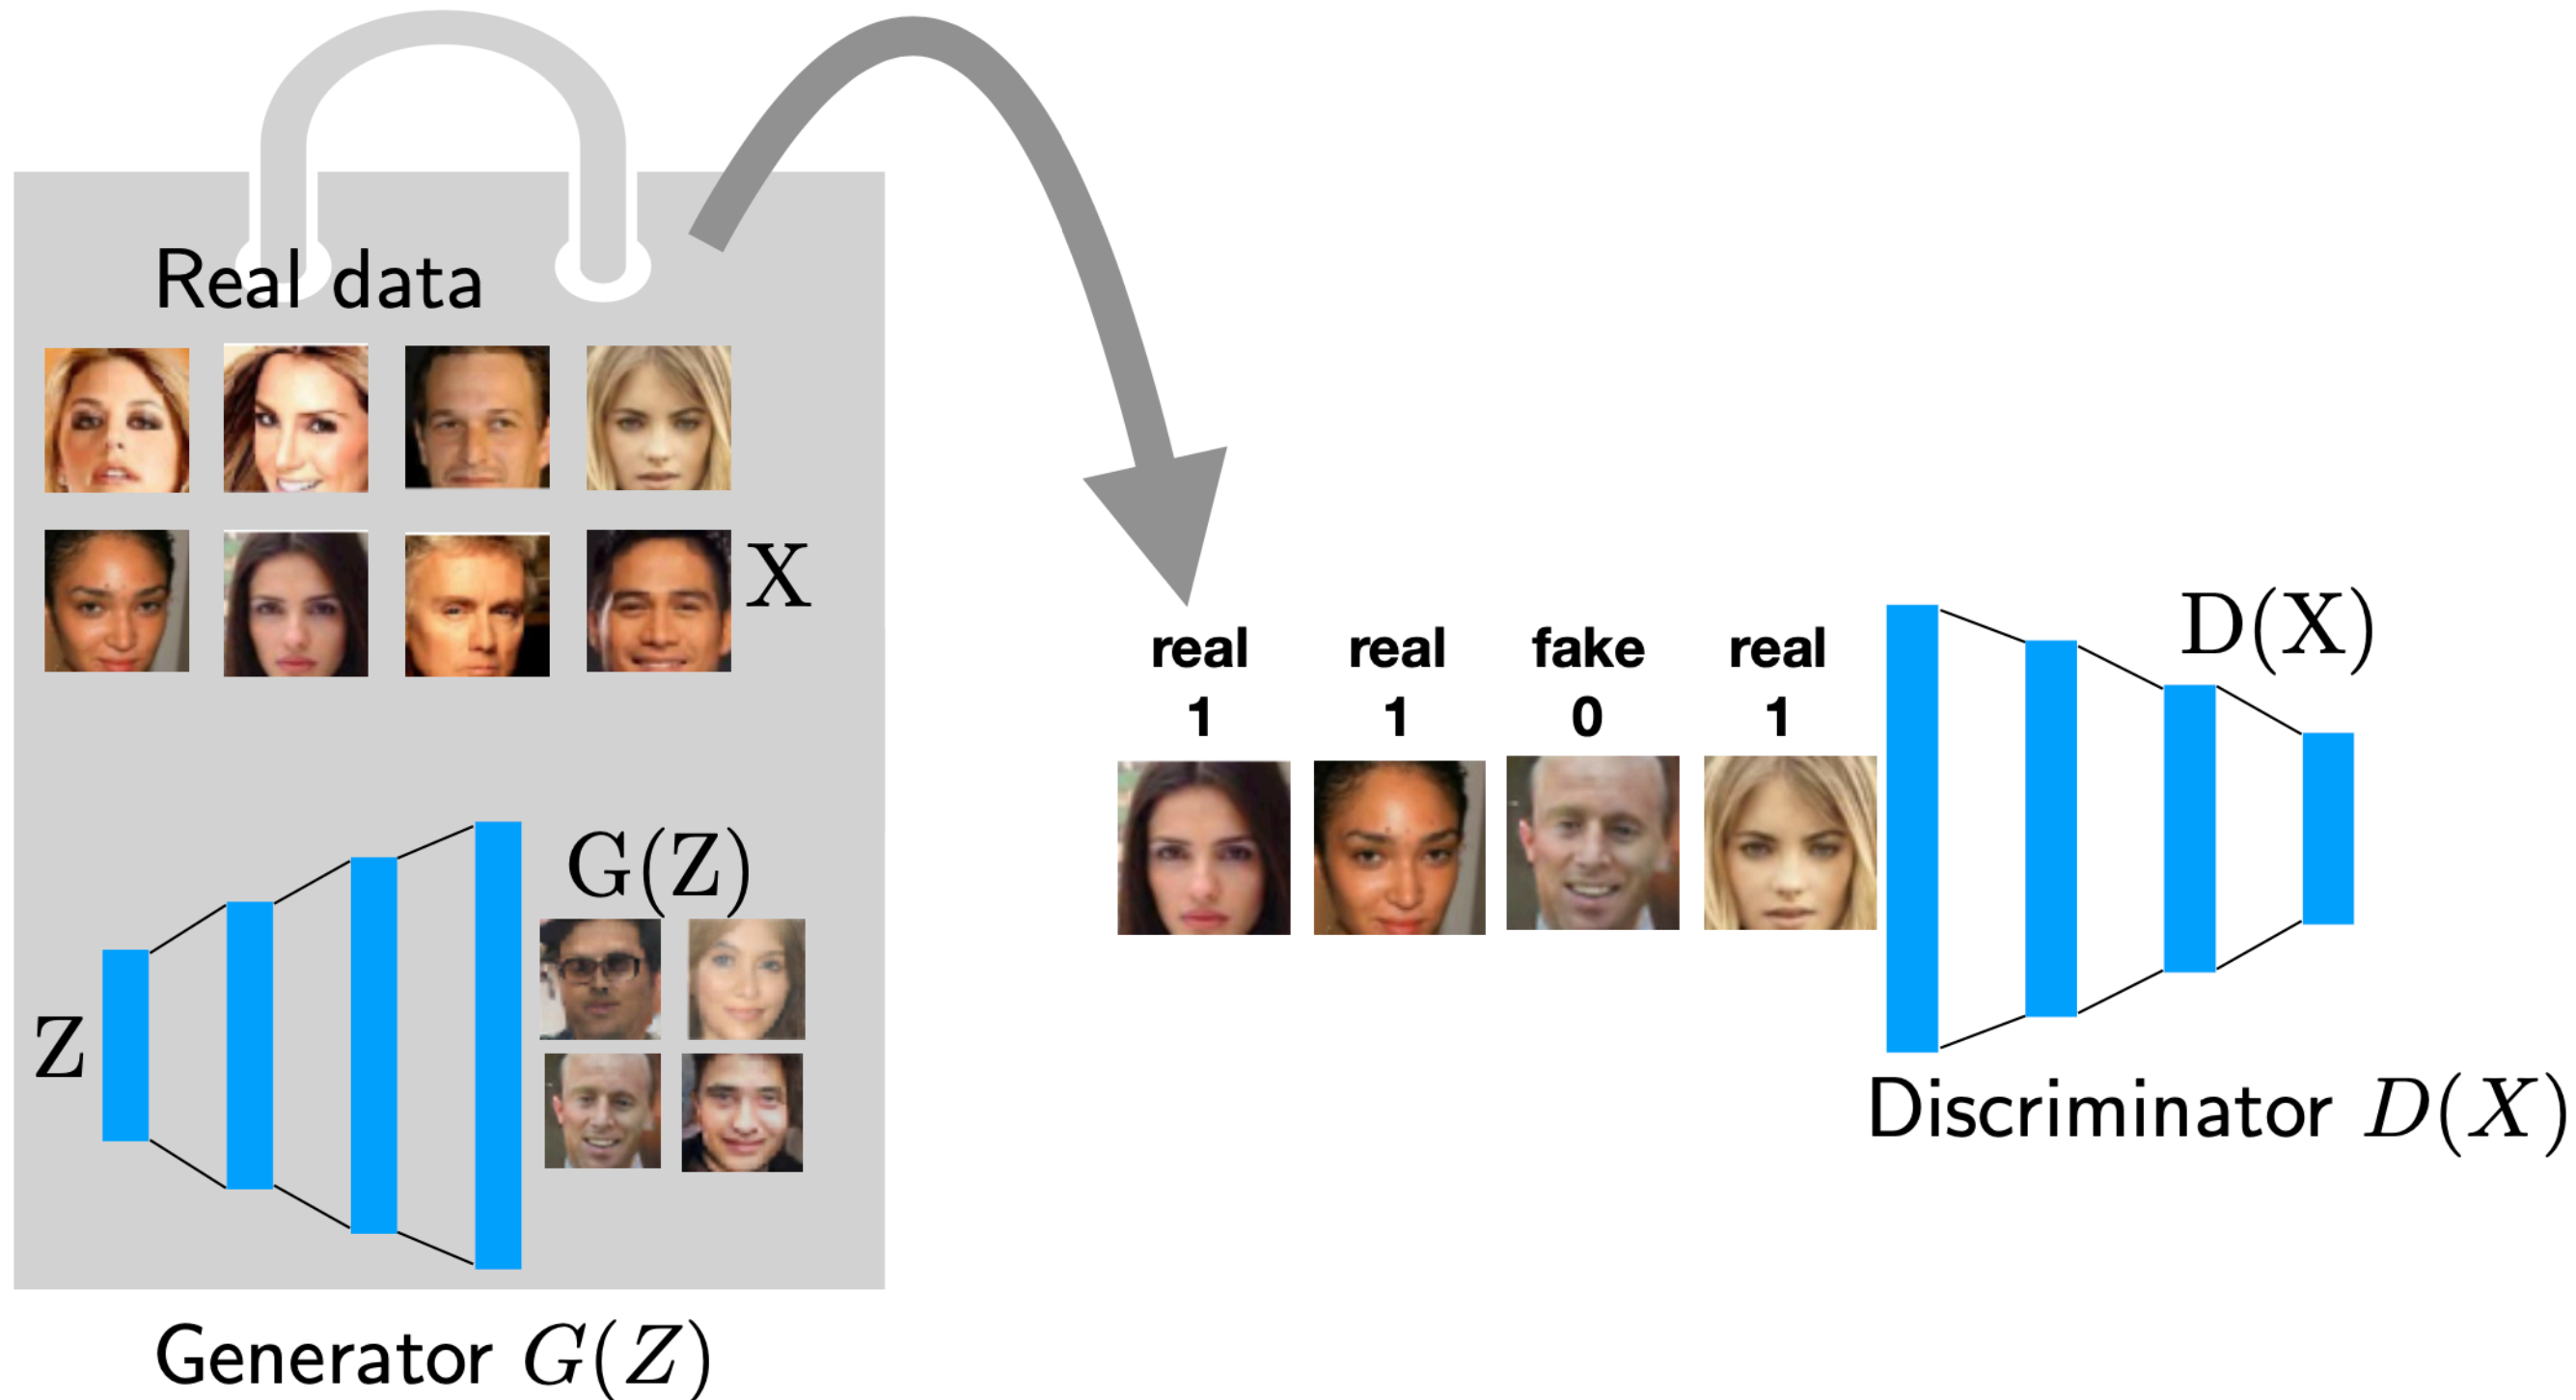 Real data
X
G(Z)
Z
Generator G(Z)
real real fake real
1 1 0 1
D(X)
Discriminator D(X)